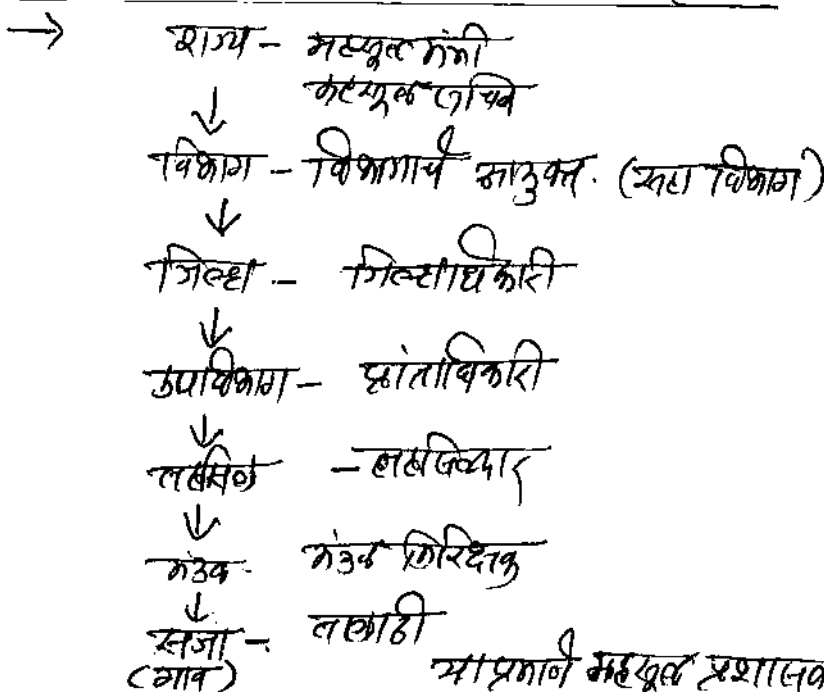 → राज्य - महसूल मंत्री
महसूल सचिव
↓
विभाग - विभागाचे आयुक्त. (सहा विभाग)
↓
जिल्हा - जिल्हाधिकारी
↓
उपविभाग - प्रांताधिकारी
↓
तहसिल - तहसिलदार
↓
मंडळ - मंडळ निरिक्षक
↓
सजा - तलाठी
(गाव) याप्रमाणे महसूल प्रशासन